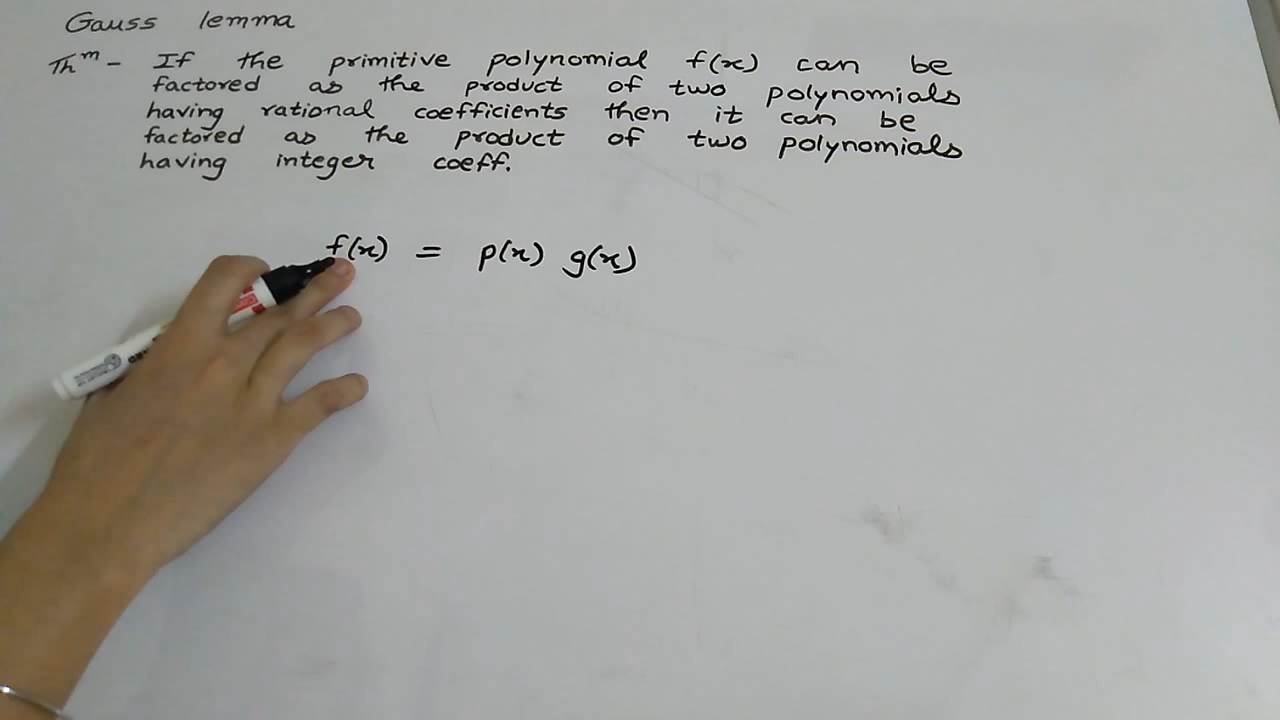 Gauss lemma
Thm - If the primitive polynomial f(x) can be
factored as the product of two polynomials
having rational coefficients then it can be
factored as the product of two polynomials
having integer coeff.
f(x) = p(x) g(x)